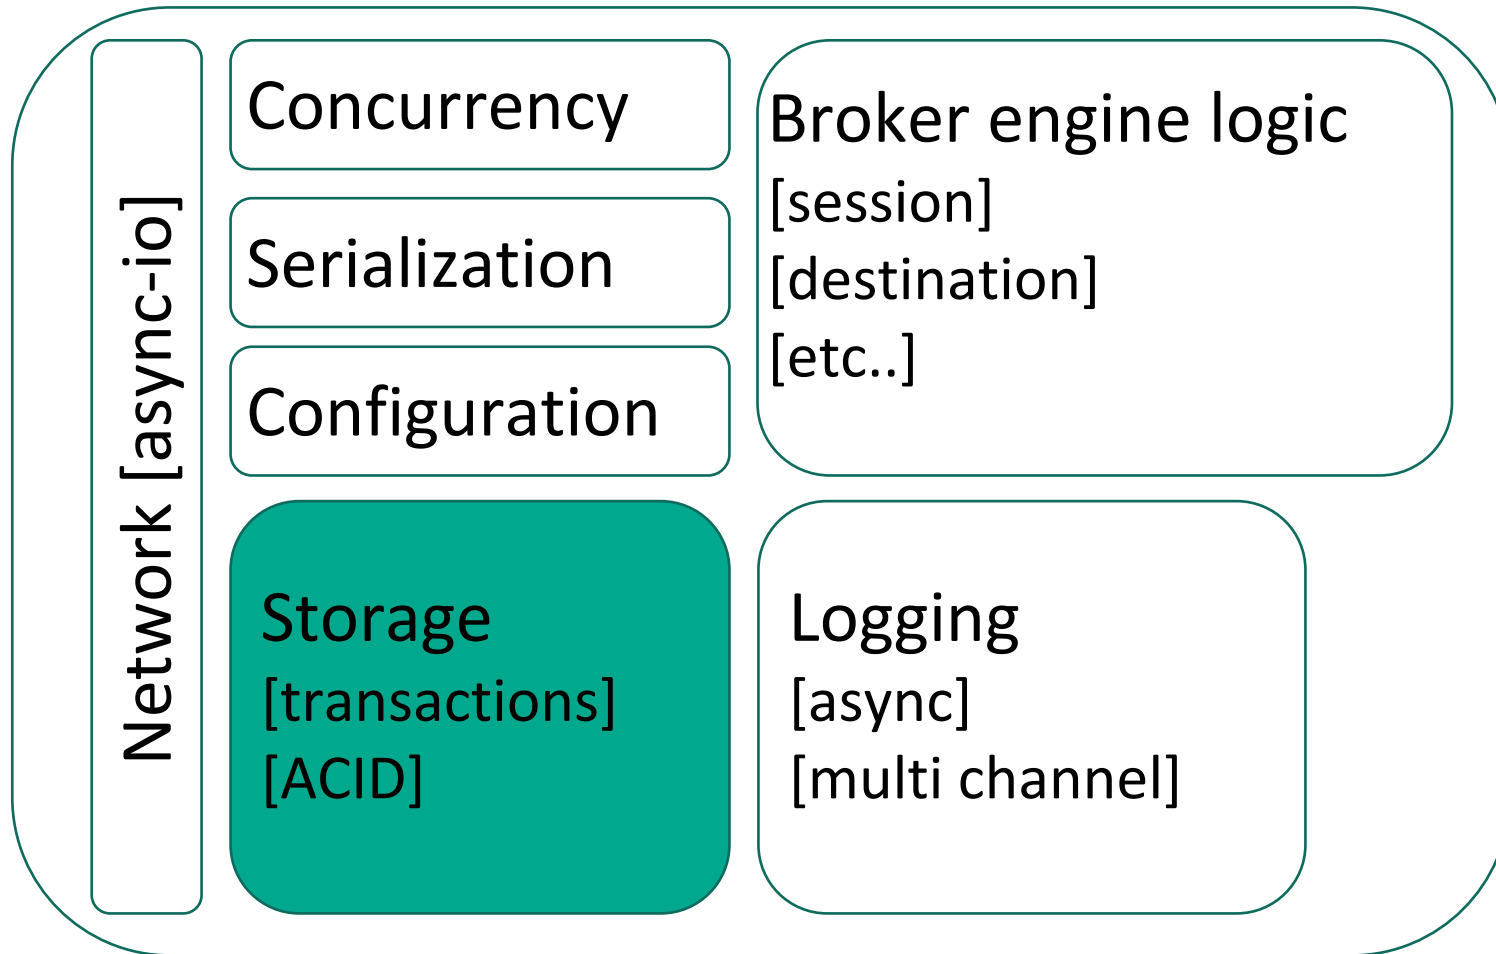 Network [async-io]
Concurrency
Serialization
Configuration
Broker engine logic
[session]
[destination]
[etc..]
Storage
[transactions]
[ACID]
Logging
[async]
[multi channel]